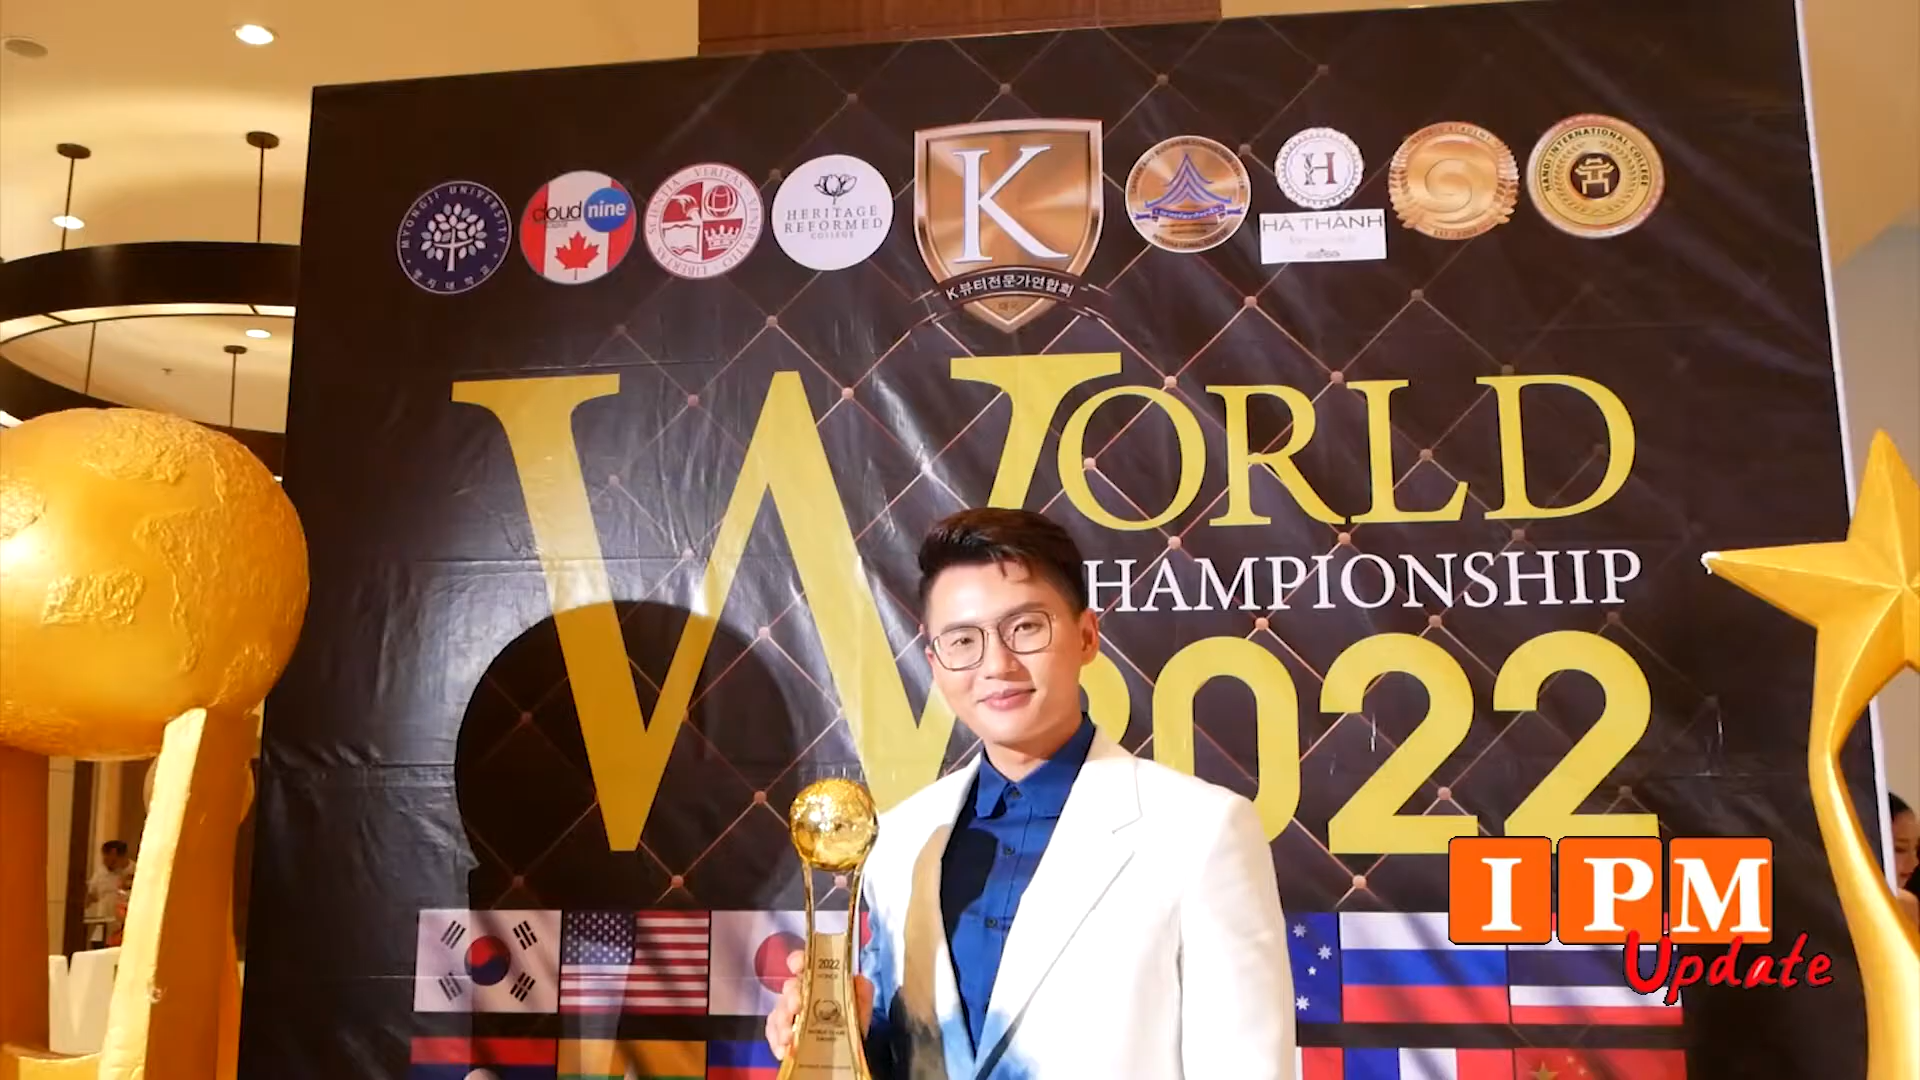 MYONGJI UNIVERSITY
명지대학교
cloud nine
VERITAS
SCIENTIA
LIBERTAS
HERITAGE
REFORMED
COLLEGE
K
K뷰티전문가연합회
H
HÀ THÀNH
HANOI INTERNATIONAL COLLEGE
WORLD
HAMPIONSHIP
2022
2022
I P M
Update